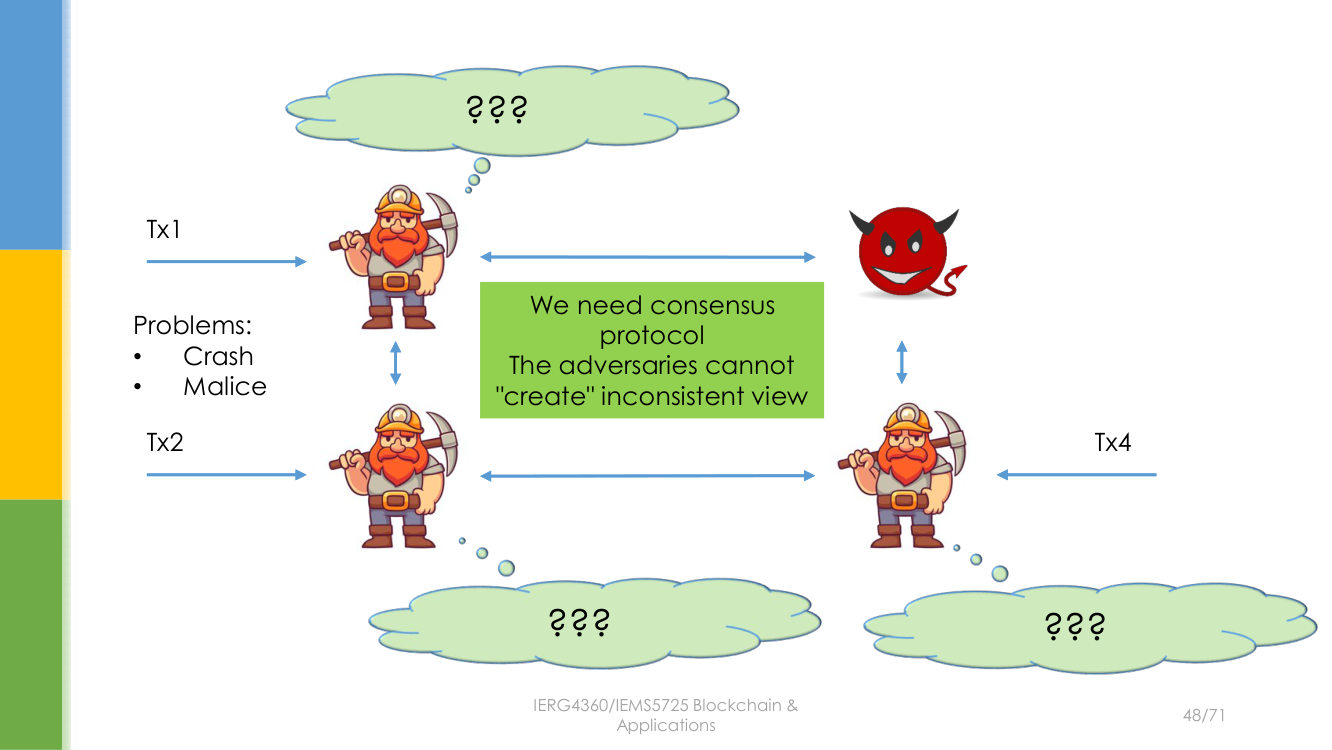 ???
Tx1
Problems:
• Crash
• Malice
We need consensus
protocol
The adversaries cannot
"create" inconsistent view
Tx2
Tx4
???
???
IERG4360/IEMS5725 Blockchain &
Applications
48/71